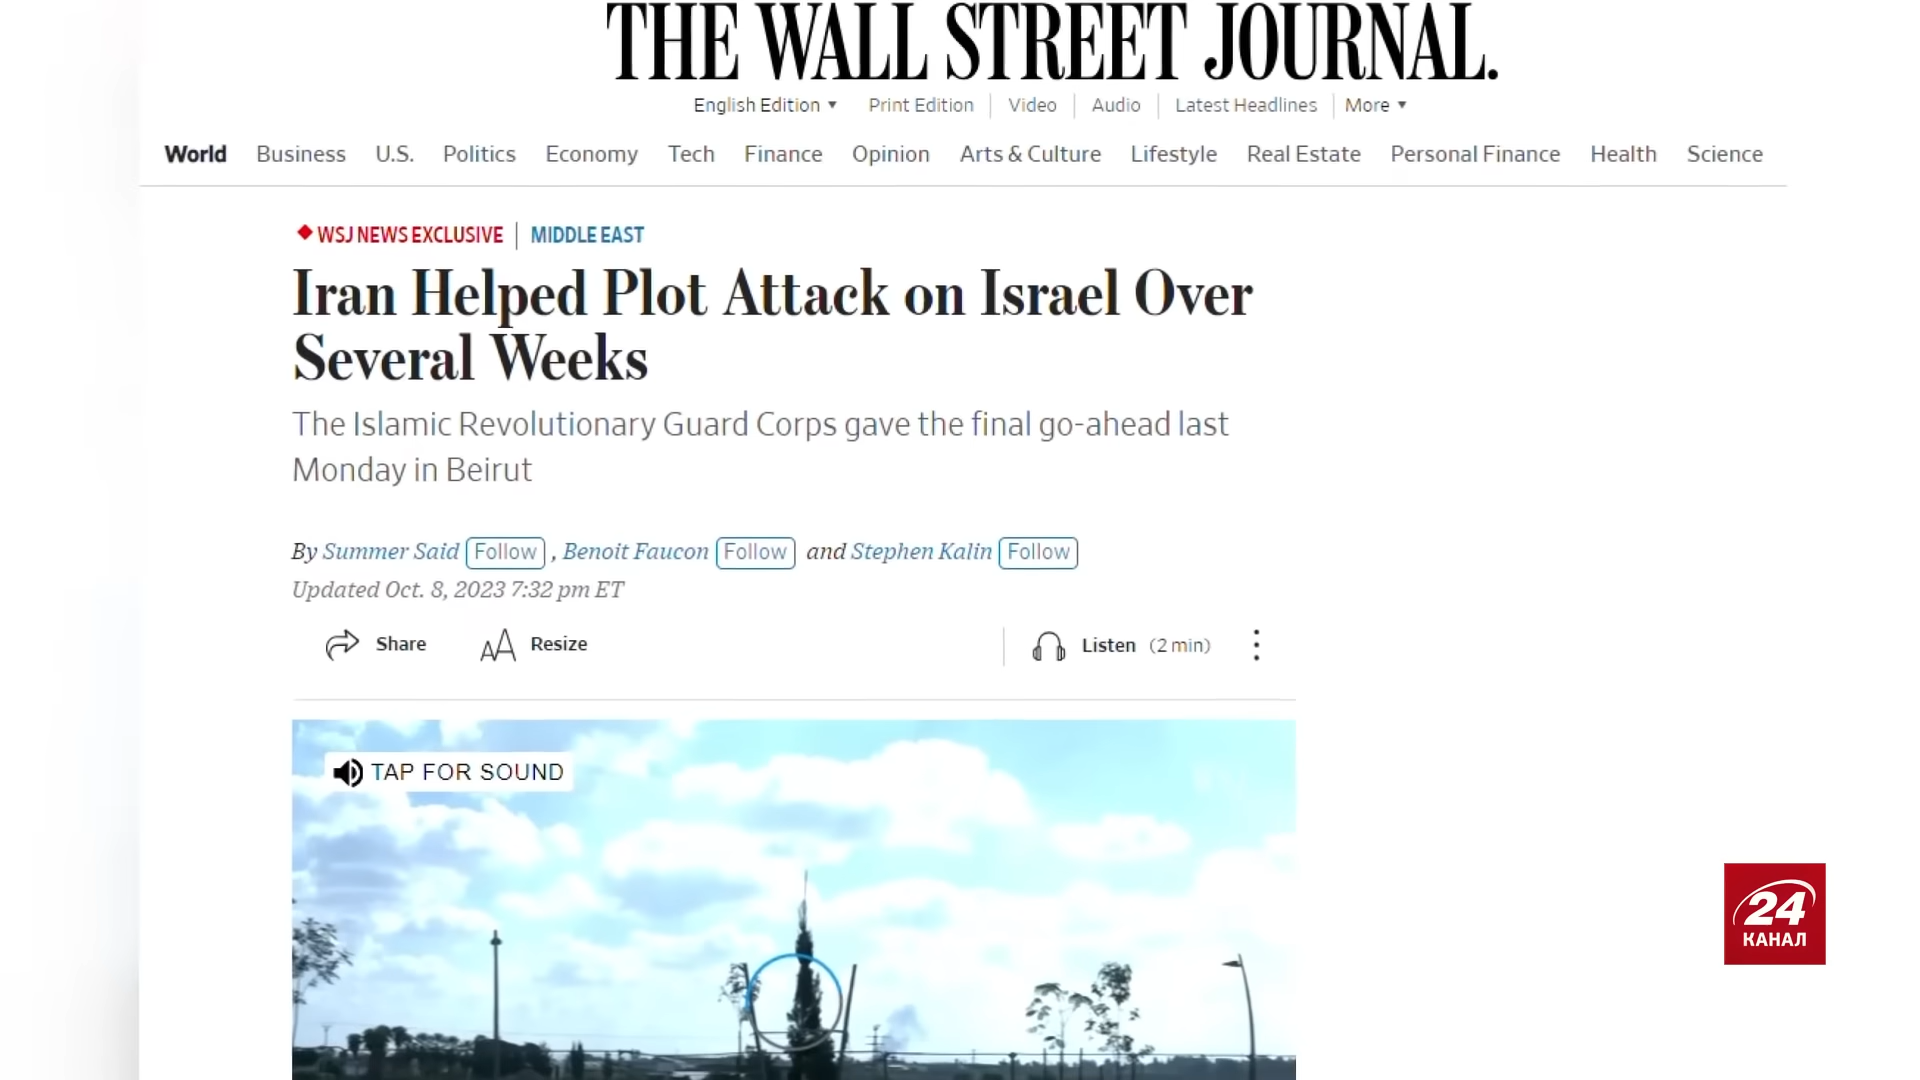 THE WALL STREET JOURNAL.
English Edition Print Edition Video Audio Latest Headlines More
World Business U.S. Politics Economy Tech Finance Opinion Arts & Culture Lifestyle Real Estate Personal Finance Health Science
WSJ NEWS EXCLUSIVE | MIDDLE EAST
Iran Helped Plot Attack on Israel Over
Several Weeks
The Islamic Revolutionary Guard Corps gave the final go-ahead last
Monday in Beirut
By Summer Said Follow , Benoit Faucon Follow and Stephen Kalin Follow
Updated Oct. 8, 2023 7:32 pm ET
Share Resize Listen (2 min)
TAP FOR SOUND
24
КАНАЛ